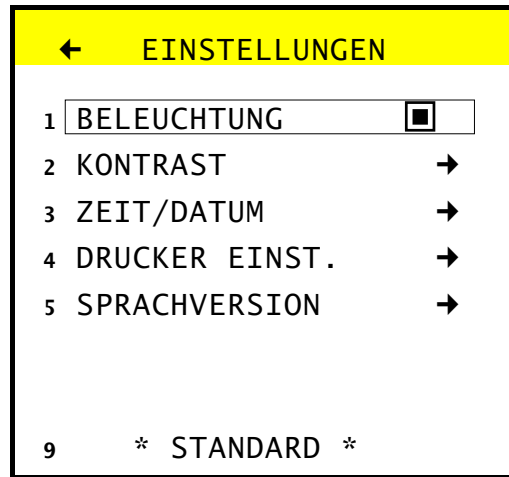 ← EINSTELLUNGEN
1 BELEUCHTUNG
2 KONTRAST →
3 ZEIT/DATUM →
4 DRUCKER EINST. →
5 SPRACHVERSION →
9 * STANDARD *